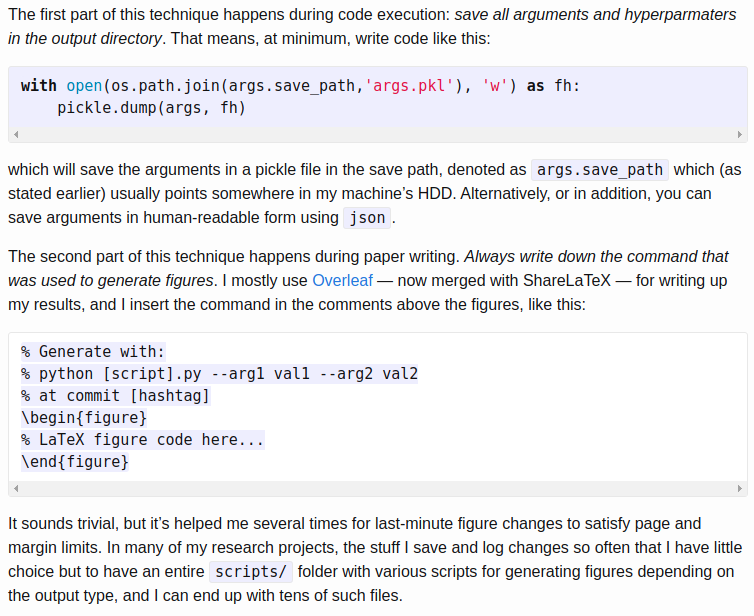 The first part of this technique happens during code execution: save all arguments and hyperparmaters
in the output directory. That means, at minimum, write code like this:
with open(os.path.join(args.save_path,'args.pkl'), 'w') as fh:
    pickle.dump(args, fh)
which will save the arguments in a pickle file in the save path, denoted as args.save_path which (as
stated earlier) usually points somewhere in my machine’s HDD. Alternatively, or in addition, you can
save arguments in human-readable form using json.
The second part of this technique happens during paper writing. Always write down the command that
was used to generate figures. I mostly use Overleaf — now merged with ShareLaTeX — for writing up
my results, and I insert the command in the comments above the figures, like this:
% Generate with:
% python [script].py --arg1 val1 --arg2 val2
% at commit [hashtag]
\begin{figure}
% LaTeX figure code here...
\end{figure}
It sounds trivial, but it’s helped me several times for last-minute figure changes to satisfy page and
margin limits. In many of my research projects, the stuff I save and log changes so often that I have little
choice but to have an entire scripts/ folder with various scripts for generating figures depending on
the output type, and I can end up with tens of such files.